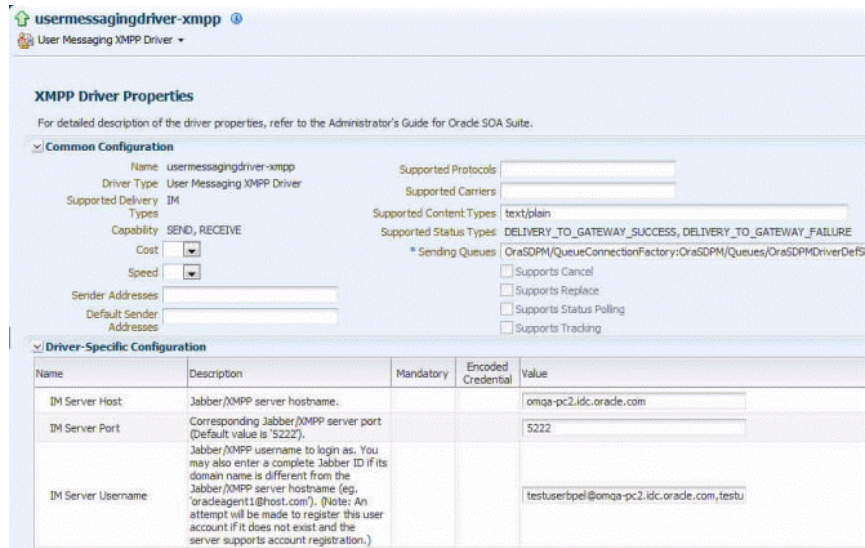 usermessagingdriver-xmpp
User Messaging XMPP Driver
XMPP Driver Properties
For detailed description of the driver properties, refer to the Administrator's Guide for Oracle SOA Suite.
Common Configuration
Name usermessagingdriver-xmpp
Driver Type User Messaging XMPP Driver
Supported Delivery Types IM
Capability SEND, RECEIVE
Cost
Speed
Sender Addresses
Default Sender Addresses
Supported Protocols
Supported Carriers
Supported Content Types text/plain
Supported Status Types DELIVERY_TO_GATEWAY_SUCCESS, DELIVERY_TO_GATEWAY_FAILURE
* Sending Queues OraSDPM/QueueConnectionFactory:OraSDPM/Queues/OraSDPMDriverDefS
Supports Cancel
Supports Replace
Supports Status Polling
Supports Tracking
Driver-Specific Configuration
Name Description Mandatory Encoded Credential Value
IM Server Host Jabber/XMPP server hostname. omqa-pc2.idc.oracle.com
IM Server Port Corresponding Jabber/XMPP server port
(Default value is '5222'). 5222
IM Server Username Jabber/XMPP username to login as. You
may also enter a complete Jabber ID if its
domain name is different from the
Jabber/XMPP server hostname (eg.
'oracleagent1@host.com'). (Note: An
attempt will be made to register this user
account if it does not exist and the
server supports account registration.)
testuserbpel@omqa-pc2.idc.oracle.com,testu